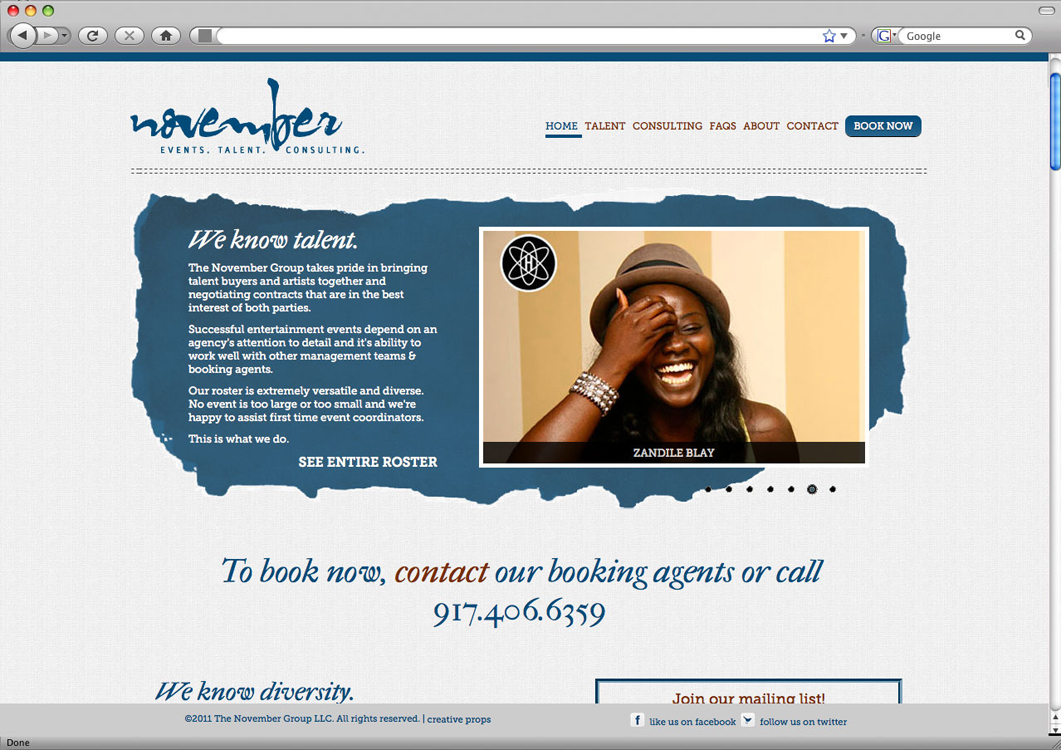 Google
november
EVENTS. TALENT. CONSULTING.
HOME TALENT CONSULTING FAQS ABOUT CONTACT BOOK NOW
We know talent.
The November Group takes pride in bringing
talent buyers and artists together and
negotiating contracts that are in the best
interest of both parties.
Successful entertainment events depend on an
agency's attention to detail and it's ability to
work well with other management teams &
booking agents.
Our roster is extremely versatile and diverse.
No event is too large or too small and we're
happy to assist first time event coordinators.
This is what we do.
SEE ENTIRE ROSTER
H
ZANDILE BLAY
To book now, contact our booking agents or call
917.406.6359
We know diversity.
Join our mailing list!
©2011 The November Group LLC. All rights reserved. | creative props
like us on facebook
follow us on twitter
Done